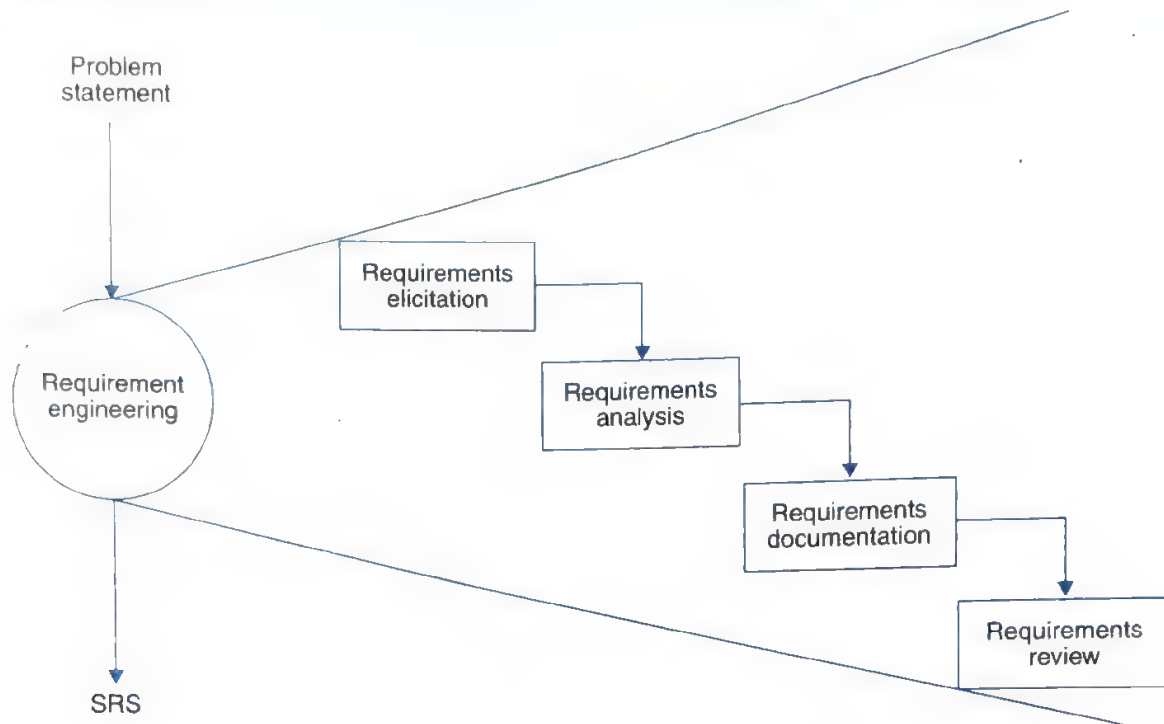 Problem
statement
Requirements
elicitation
Requirement
engineering
Requirements
analysis
Requirements
documentation
Requirements
review
SRS